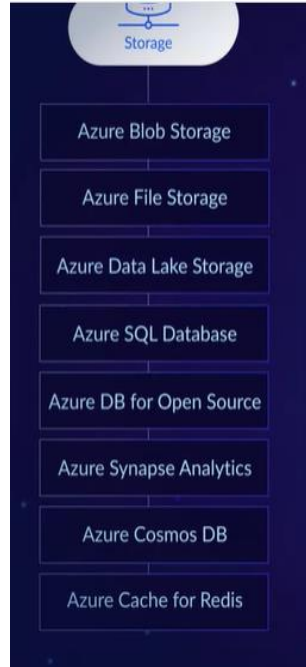 Storage
Azure Blob Storage
Azure File Storage
Azure Data Lake Storage
Azure SQL Database
Azure DB for Open Source
Azure Synapse Analytics
Azure Cosmos DB
Azure Cache for Redis